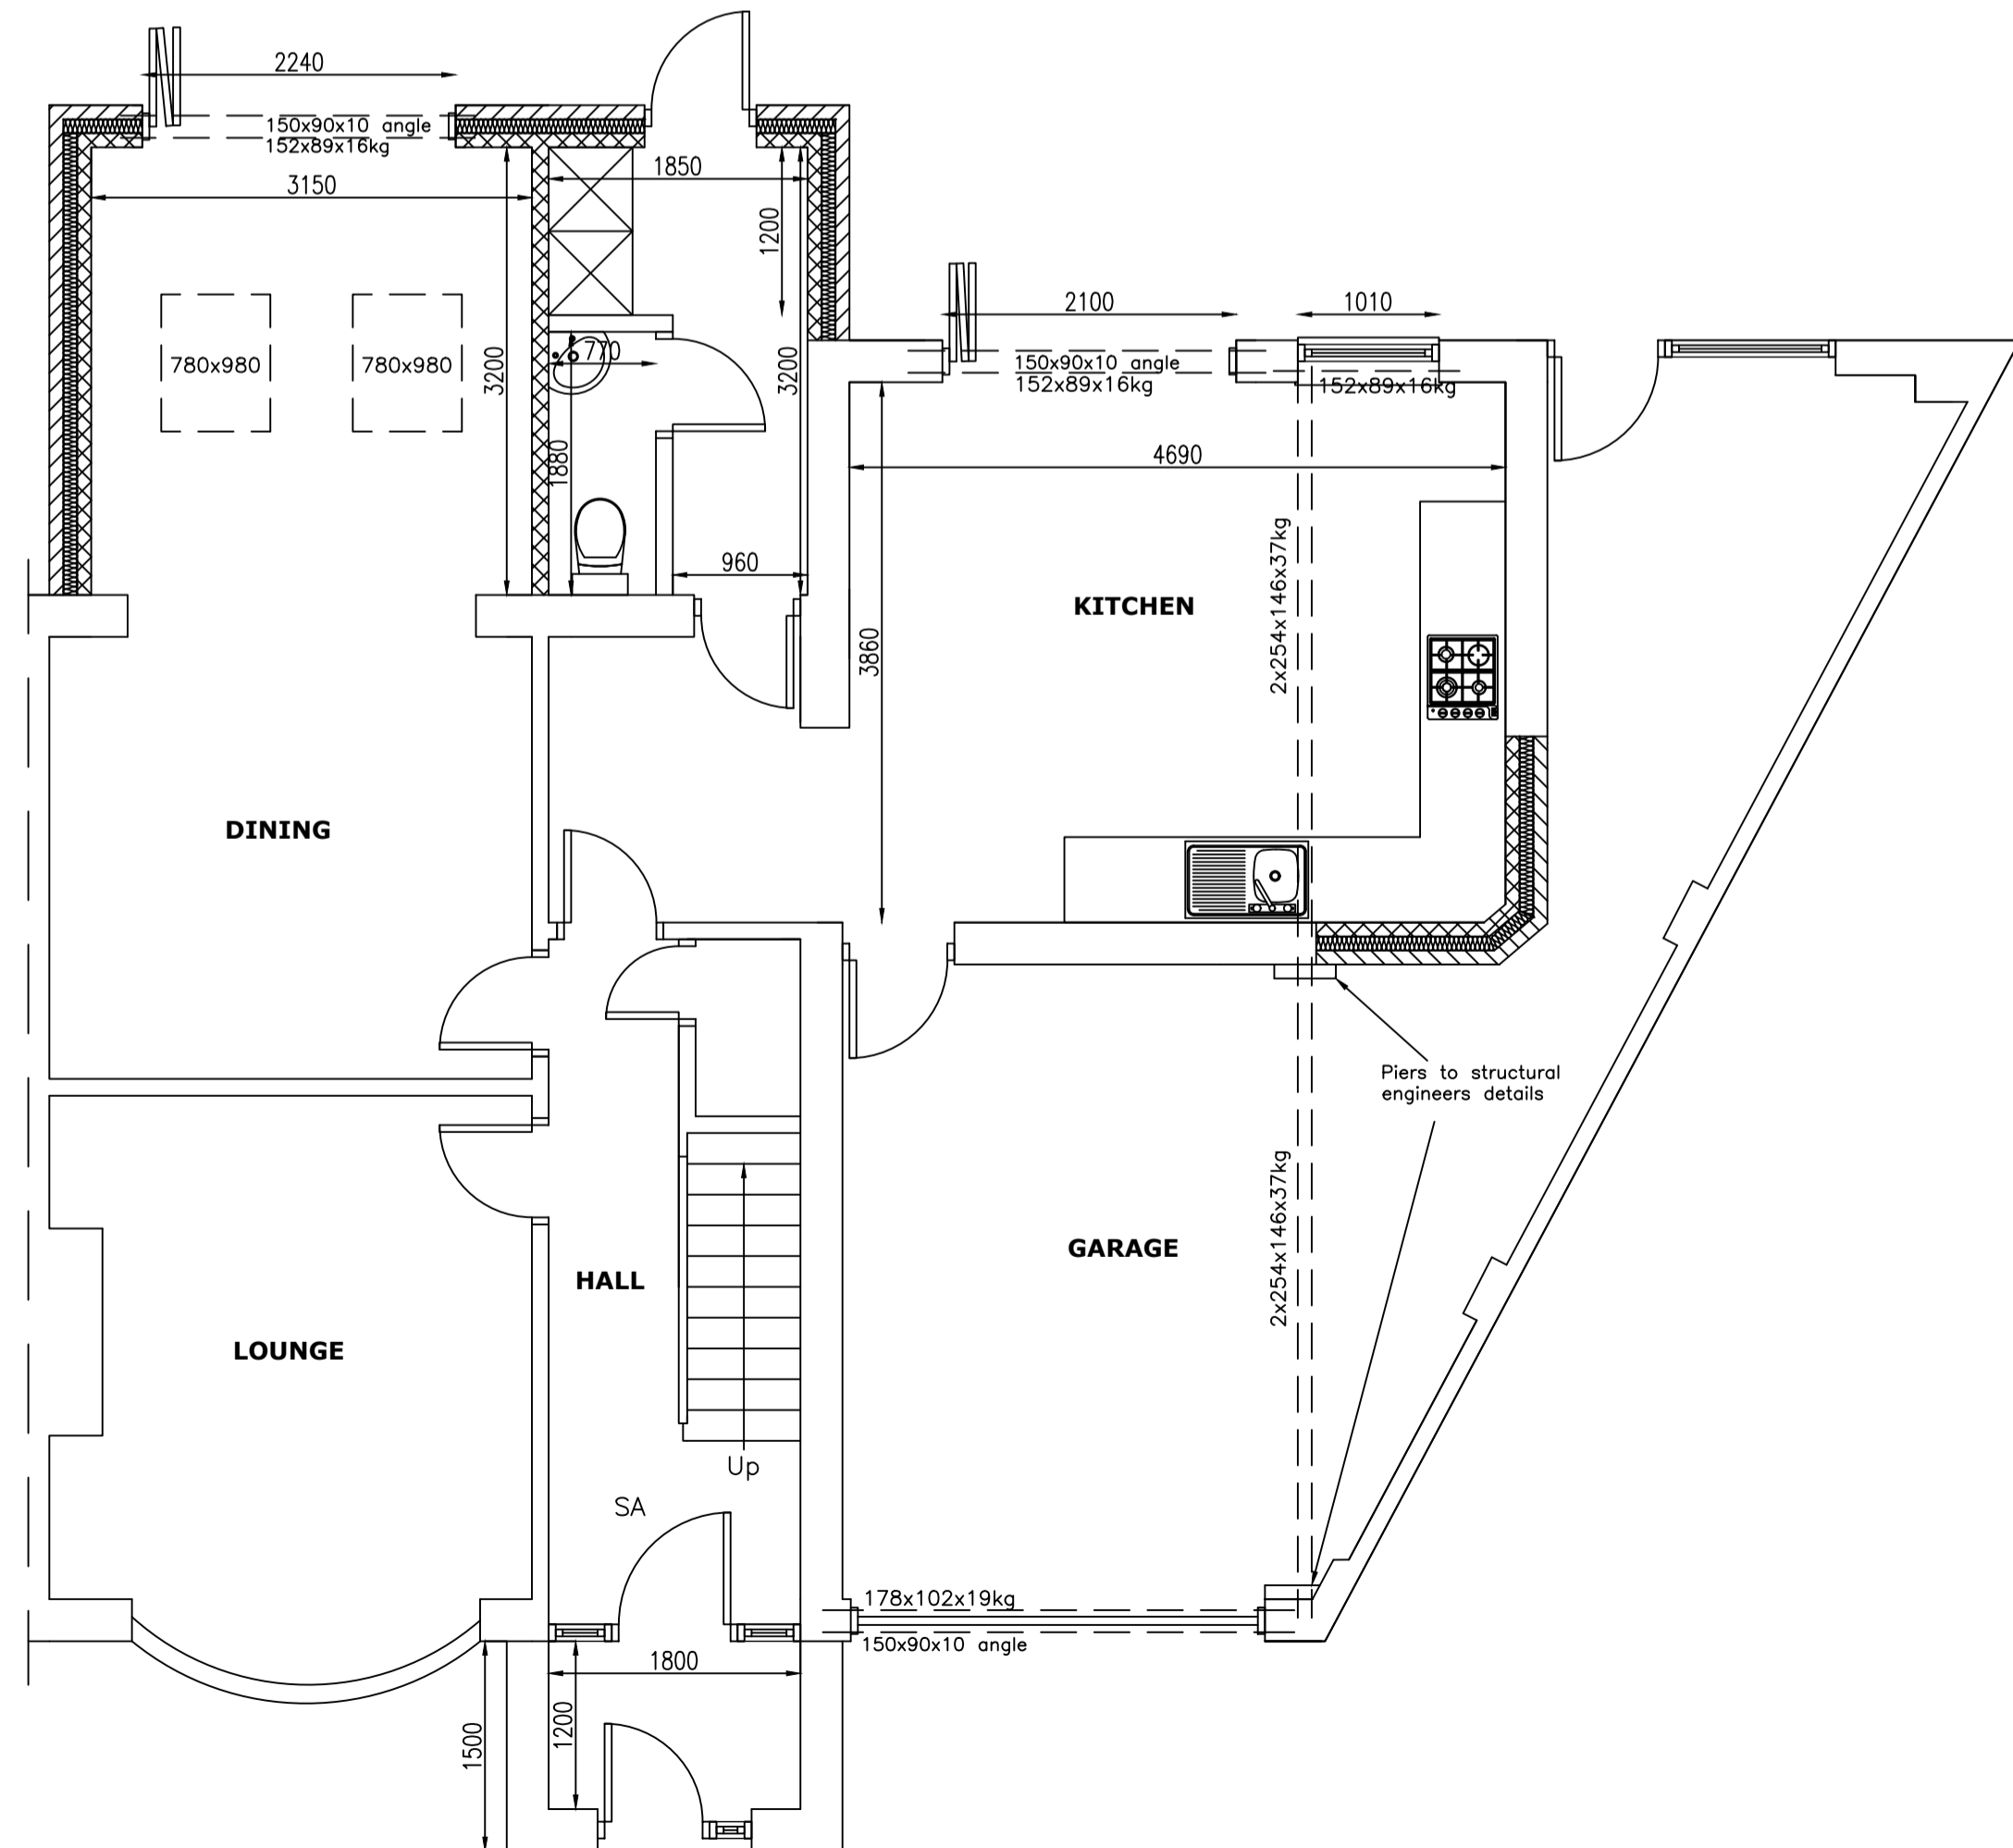 2240
150x90x10 angle
152x89x16kg
3150
1850
1200
780x980
780x980
3200
770
3200
1880
960
2100
1010
150x90x10 angle
152x89x16kg
152x89x16kg
4690
2x254x146x37kg
KITCHEN
3860
DINING
Piers to structural
engineers details
2x254x146x37kg
GARAGE
HALL
LOUNGE
Up
SA
178x102x19kg
150x90x10 angle
1800
1200
1500